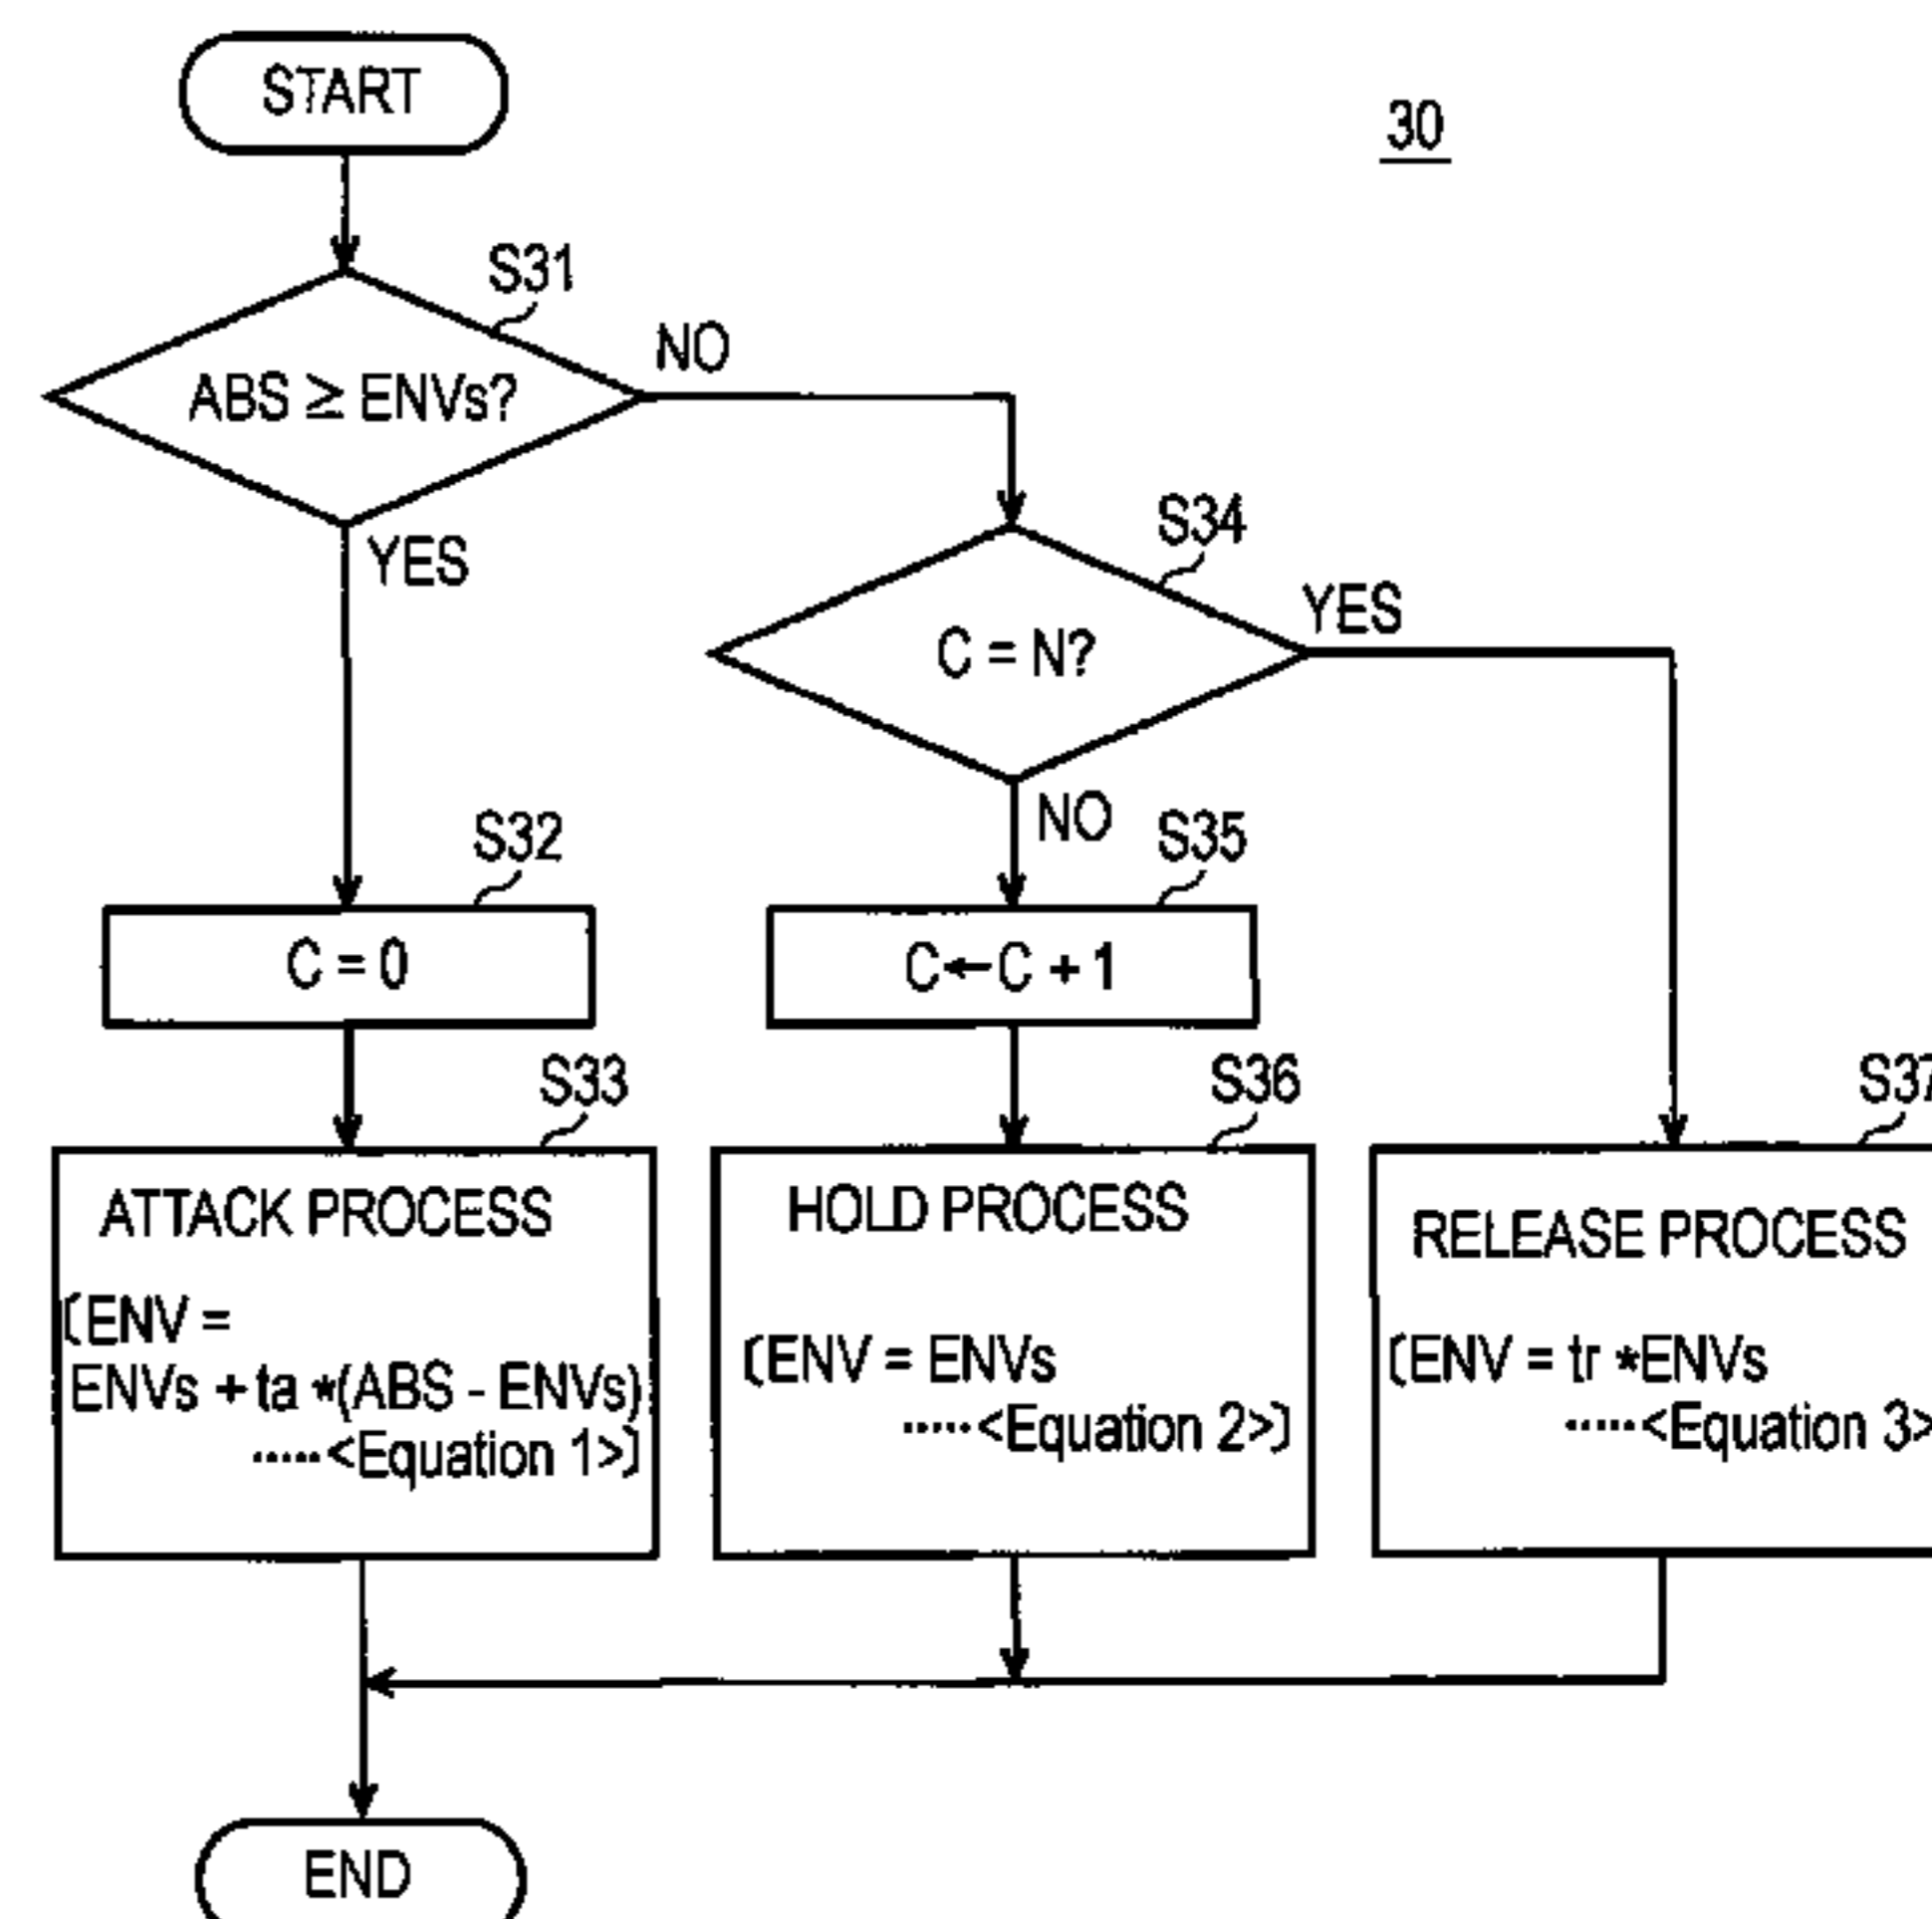 START
30
S31
NO
ABS ≥ ENVs?
YES
S34
YES
C = N?
NO
S32
S35
C = 0
C←C + 1
S33
S36
S37
ATTACK PROCESS
(ENV =
ENVs + ta *(ABS - ENVs)
·····<Equation 1>)
HOLD PROCESS
(ENV = ENVs
·····<Equation 2>)
RELEASE PROCESS
(ENV = tr *ENVs
·····<Equation 3>
END